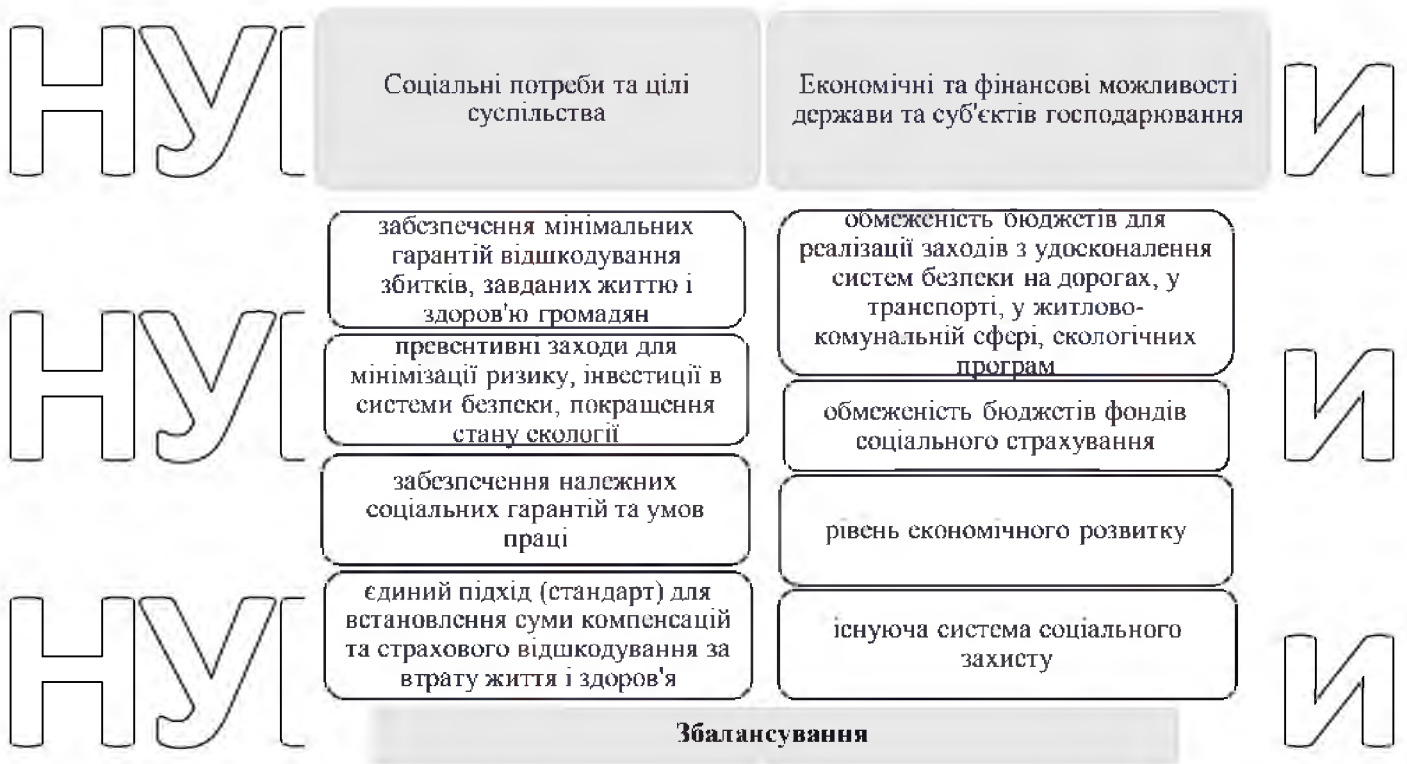 Соціальні потреби та цілі
суспільства
Економічні та фінансові можливості
держави та суб'єктів господарювання
забезпечення мінімальних
гарантій відшкодування
збитків, завданих життю і
здоров'ю громадян
превентивні заходи для
мінімізації ризику, інвестиції в
системи безпеки, покращення
стану екології
забезпечення належних
соціальних гарантій та умов
праці
єдиний підхід (стандарт) для
встановлення суми компенсацій
та страхового відшкодування за
втрату життя і здоров'я
обмеженість бюджетів для
реалізації заходів з удосконалення
систем безпеки на дорогах, у
транспорті, у житлово-
комунальній сфері, екологічних
програм
обмеженість бюджетів фондів
соціального страхування
рівень економічного розвитку
існуюча система соціального
захисту
Збалансування
НУ
И
НУ
И
НУ
И